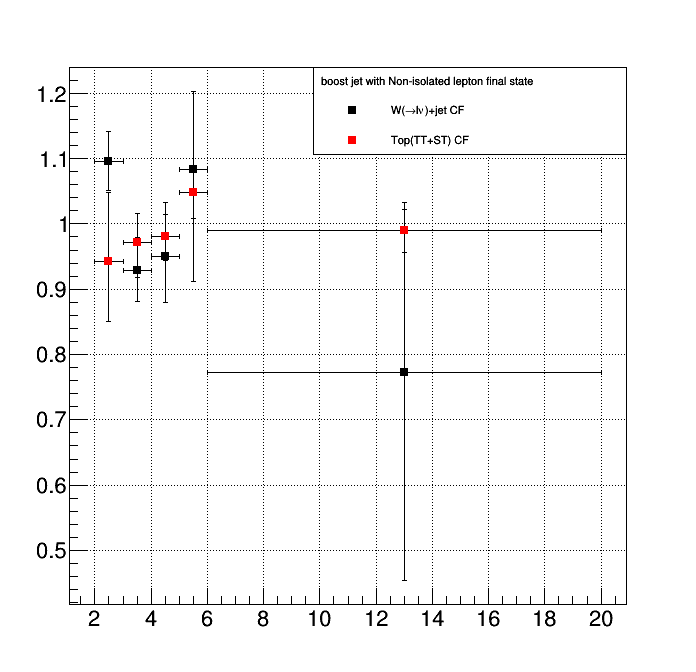 1.2
1.1
1
0.9
0.8
0.7
0.6
0.5
boost jet with Non-isolated lepton final state
W(→lν)+jet CF
Top(TT+ST) CF
2 4 6 8 10 12 14 16 18 20